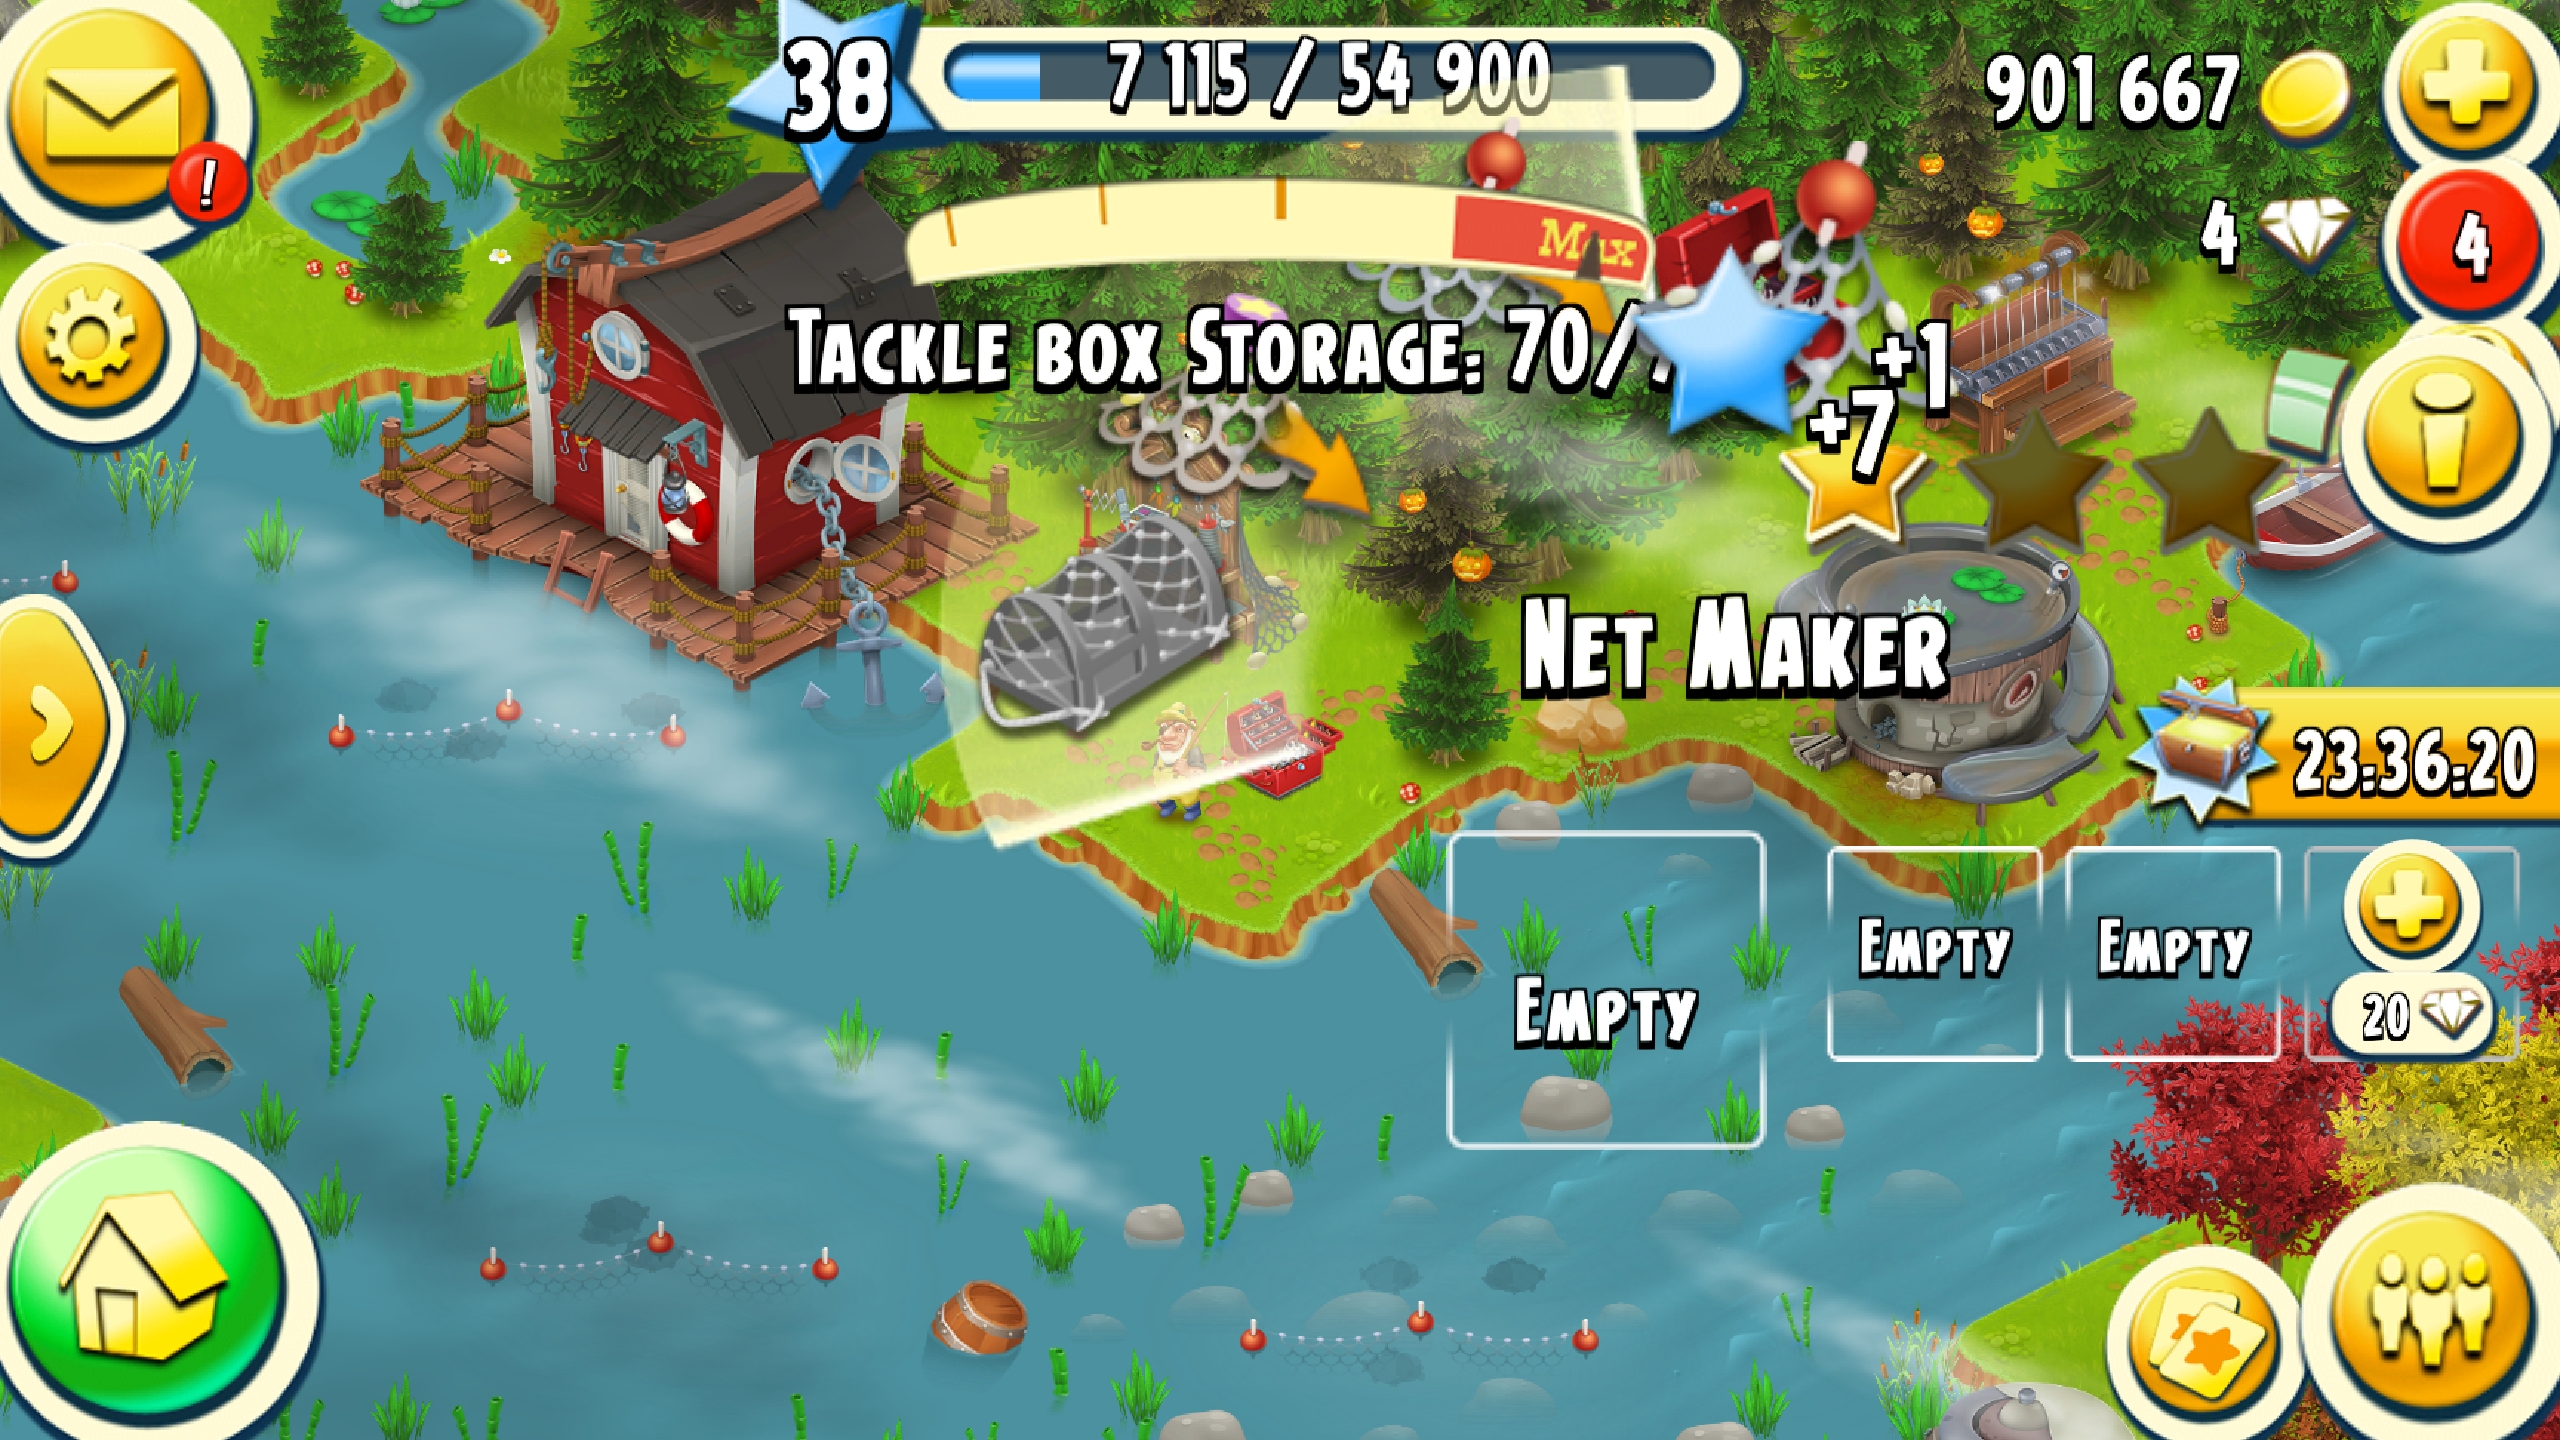 38
7 115 / 54 900
901 667
!
4
4
Max
Tackle box Storage: 70/
+1
+7
Net Maker
23:36:20
Empty
Empty
Empty
20